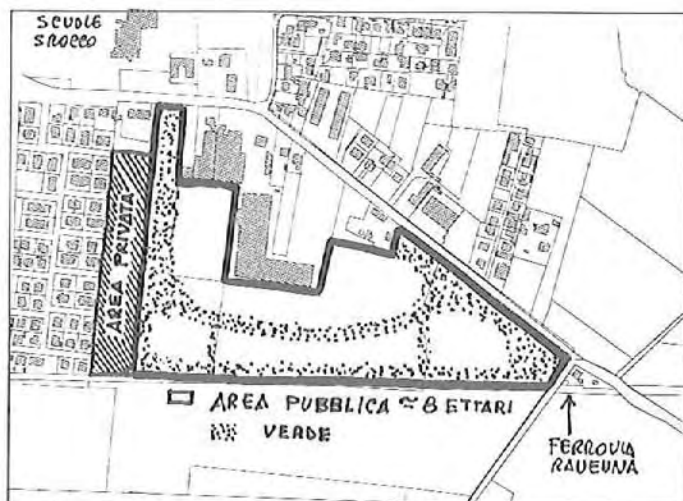 SCUOLE
S ROCCO
AREA PRIVATA
AREA PUBBLICA ≈ 8 ETTARI
VERDE
FERROVIA
RAVENNA